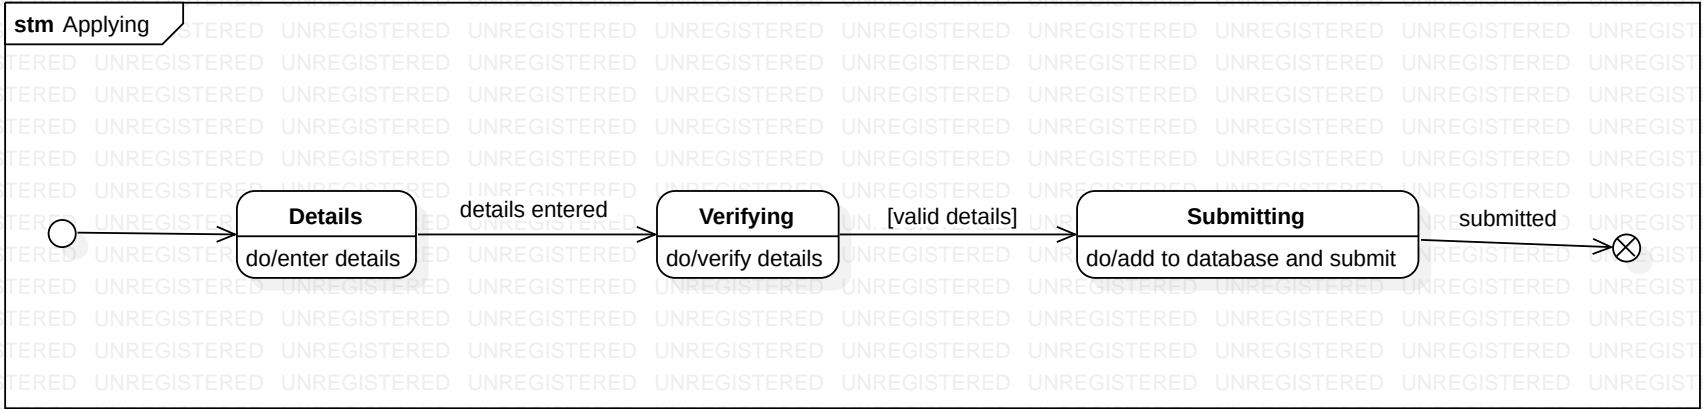 stm Applying
details entered
[valid details]
submitted
Details
do/enter details
Verifying
do/verify details
Submitting
do/add to database and submit
UNREGISTERED